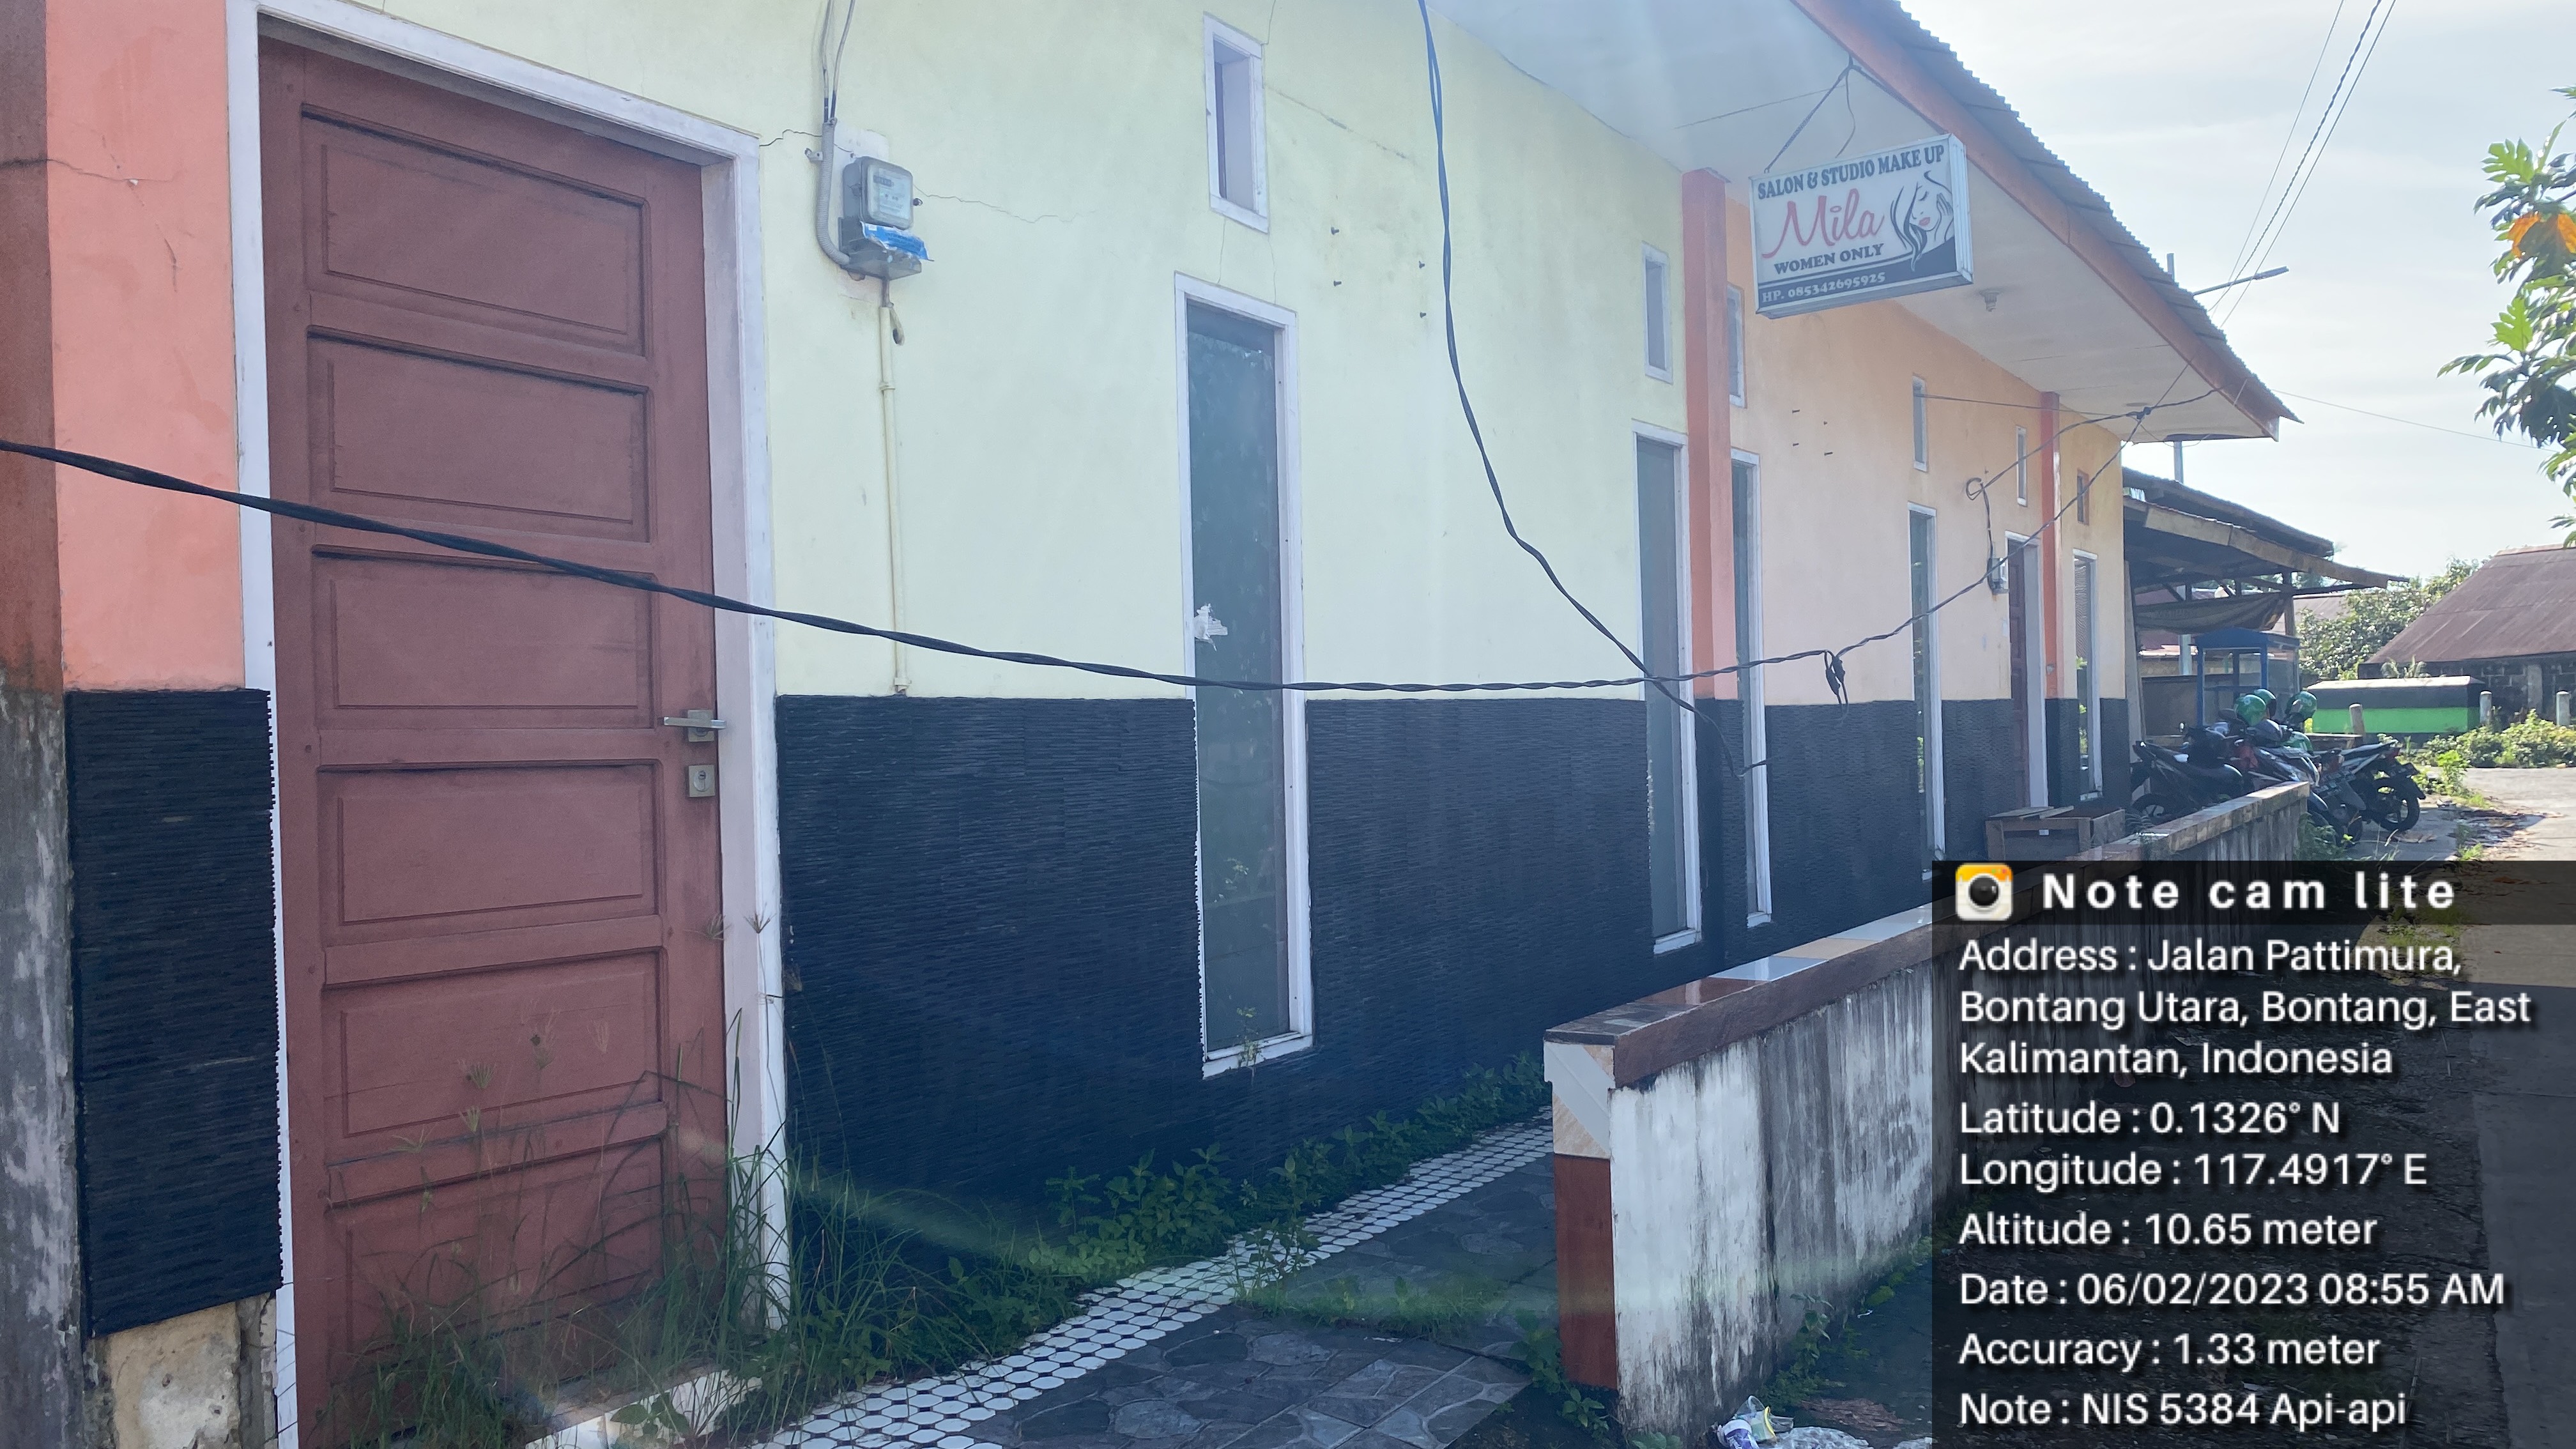 SALON & STUDIO MAKE UP
Mila
WOMEN ONLY
HP. 085342695925
Note cam lite
Address : Jalan Pattimura,
Bontang Utara, Bontang, East
Kalimantan, Indonesia
Latitude : 0.1326° N
Longitude : 117.4917° E
Altitude : 10.65 meter
Date : 06/02/2023 08:55 AM
Accuracy : 1.33 meter
Note : NIS 5384 Api-api